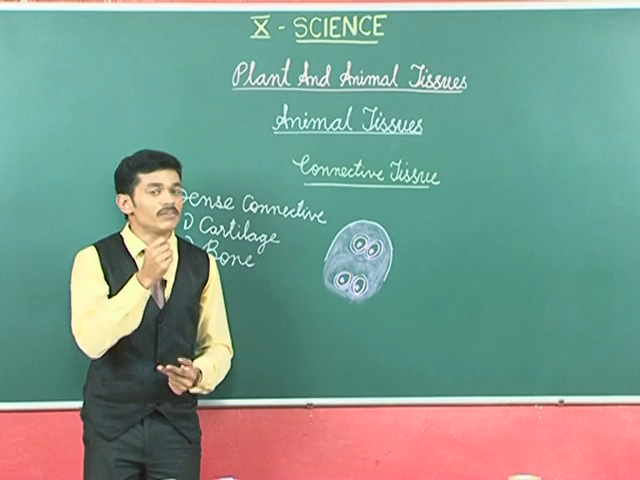 X - SCIENCE
Plant And Animal Tissues
Animal Tissues
Connective Tissue
Dense Connective
) Cartilage
) Bone